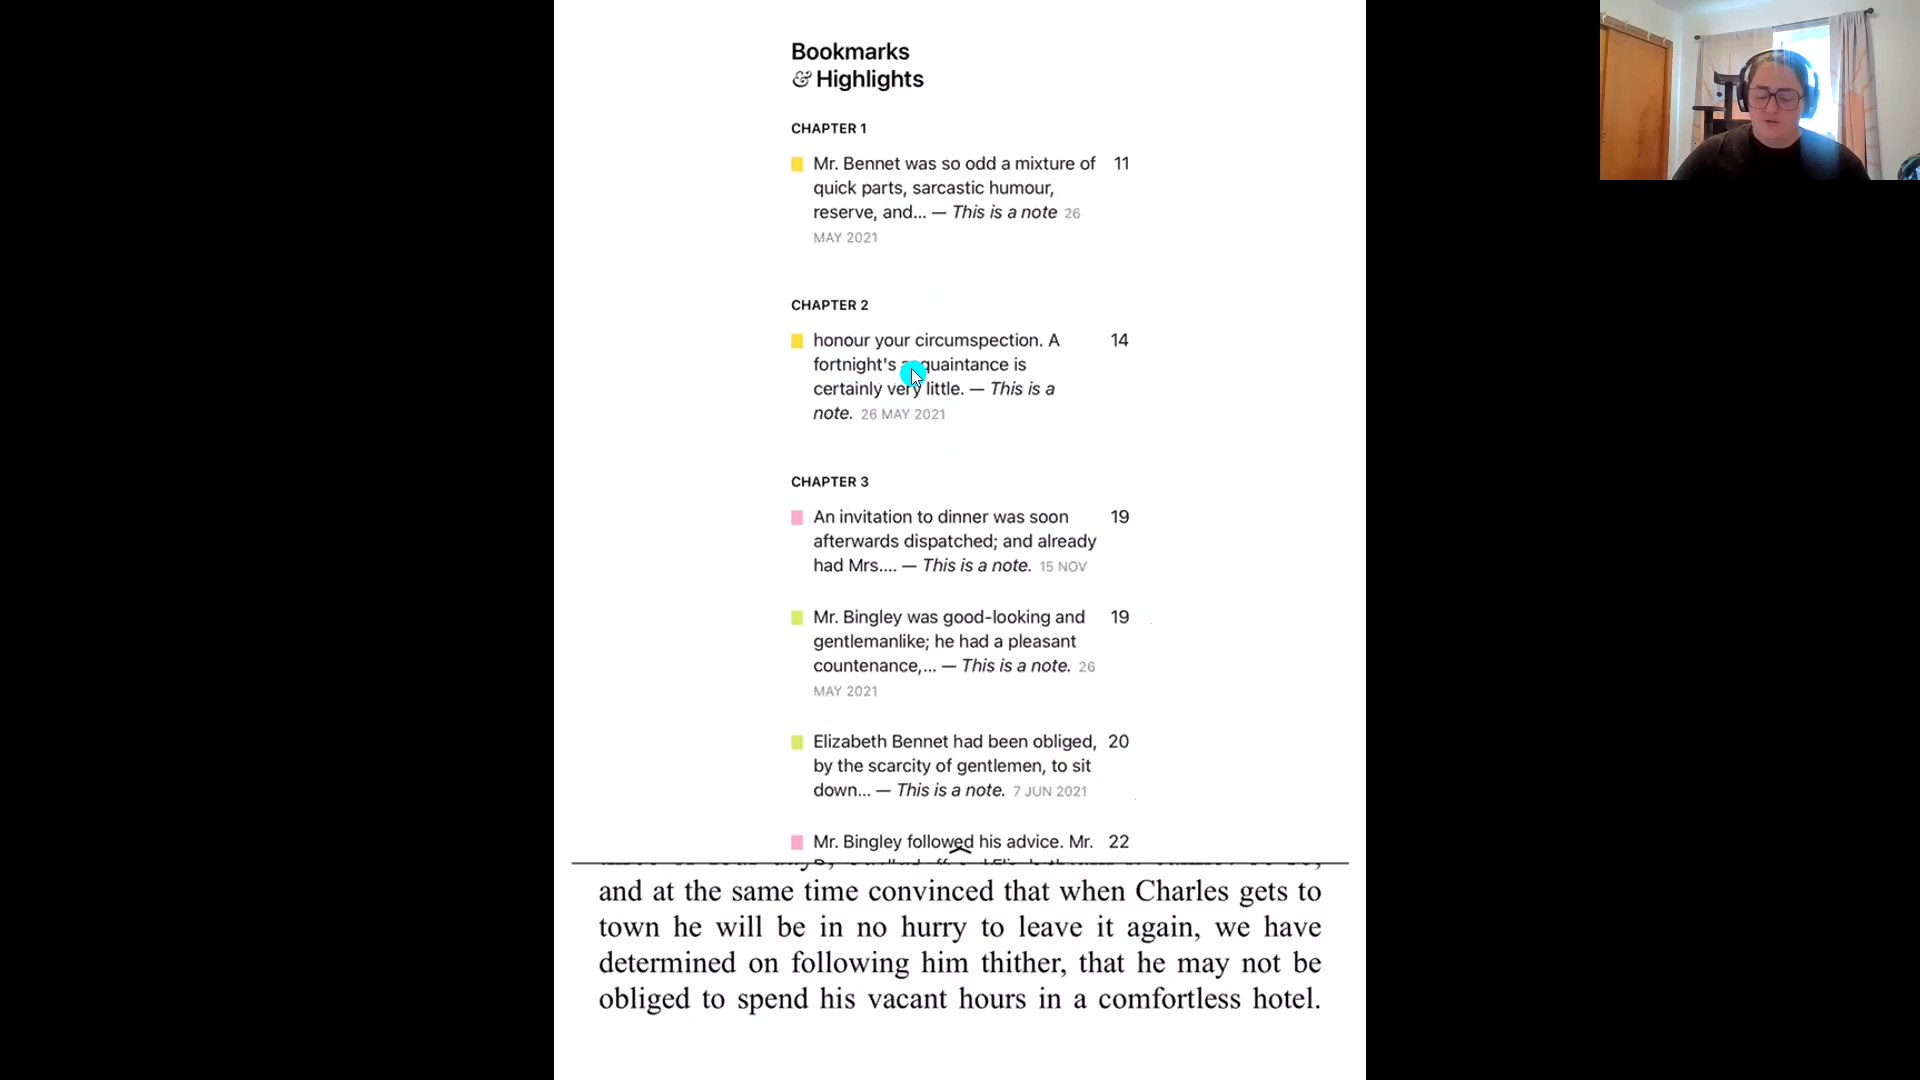 Bookmarks
& Highlights
CHAPTER 1
Mr. Bennet was so odd a mixture of 11
quick parts, sarcastic humour,
reserve, and... — This is a note 26
MAY 2021
CHAPTER 2
honour your circumspection. A 14
fortnight's acquaintance is
certainly very little. — This is a
note. 26 MAY 2021
CHAPTER 3
An invitation to dinner was soon 19
afterwards dispatched; and already
had Mrs.... — This is a note. 15 NOV
Mr. Bingley was good-looking and 19
gentlemanlike; he had a pleasant
countenance,... — This is a note. 26
MAY 2021
Elizabeth Bennet had been obliged, 20
by the scarcity of gentlemen, to sit
down... — This is a note. 7 JUN 2021
Mr. Bingley followed his advice. Mr. 22
and at the same time convinced that when Charles gets to
town he will be in no hurry to leave it again, we have
determined on following him thither, that he may not be
obliged to spend his vacant hours in a comfortless hotel.